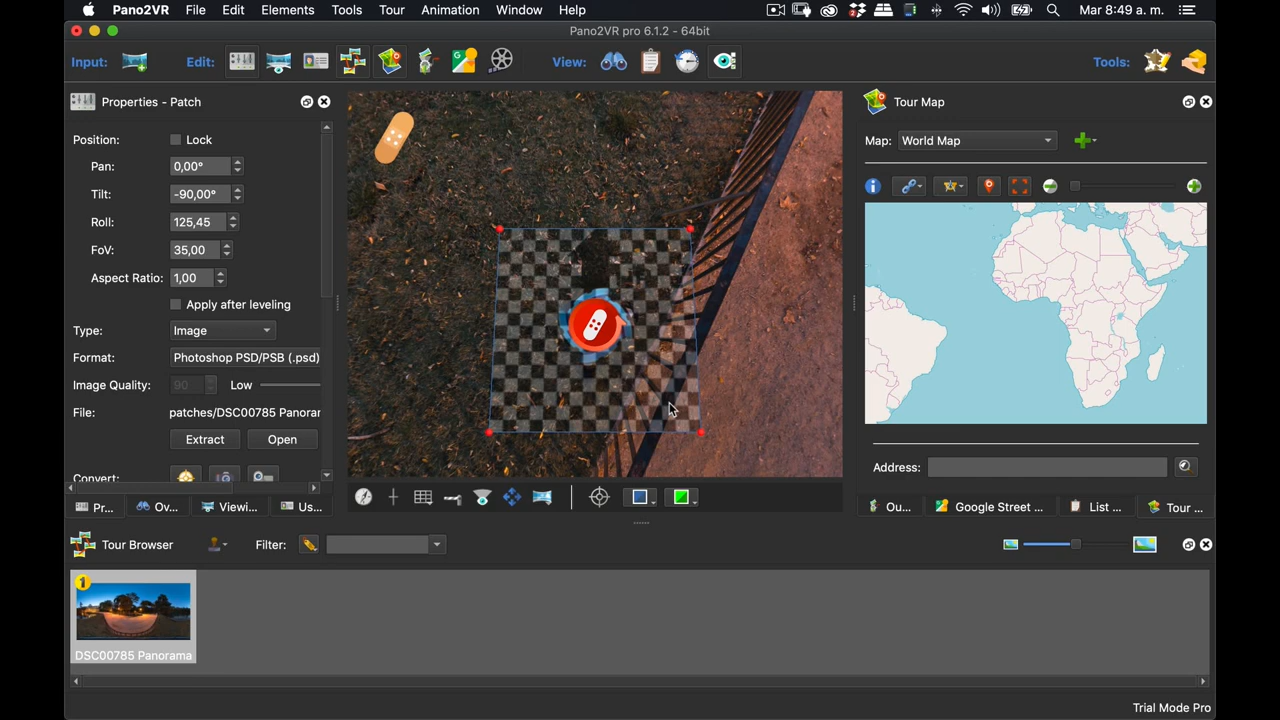 Pano2VR File Edit Elements Tools Tour Animation Window Help Mar 8:49 a. m.
Pano2VR pro 6.1.2 - 64bit
Input: Edit: View: Tools:
Properties - Patch
Tour Map
Position: Lock
Map: World Map
Pan: 0,00°
Tilt: -90,00°
Roll: 125,45
FoV: 35,00
Aspect Ratio: 1,00
Apply after leveling
Type: Image
Format: Photoshop PSD/PSB (.psd)
Image Quality: 90 Low
File: patches/DSC00785 Panorar
Extract Open
Address:
Convert:
Pr... Ov... Viewi... Us...
Ou... Google Street ... List ... Tour ...
Tour Browser Filter:
1
DSC00785 Panorama
Trial Mode Pro